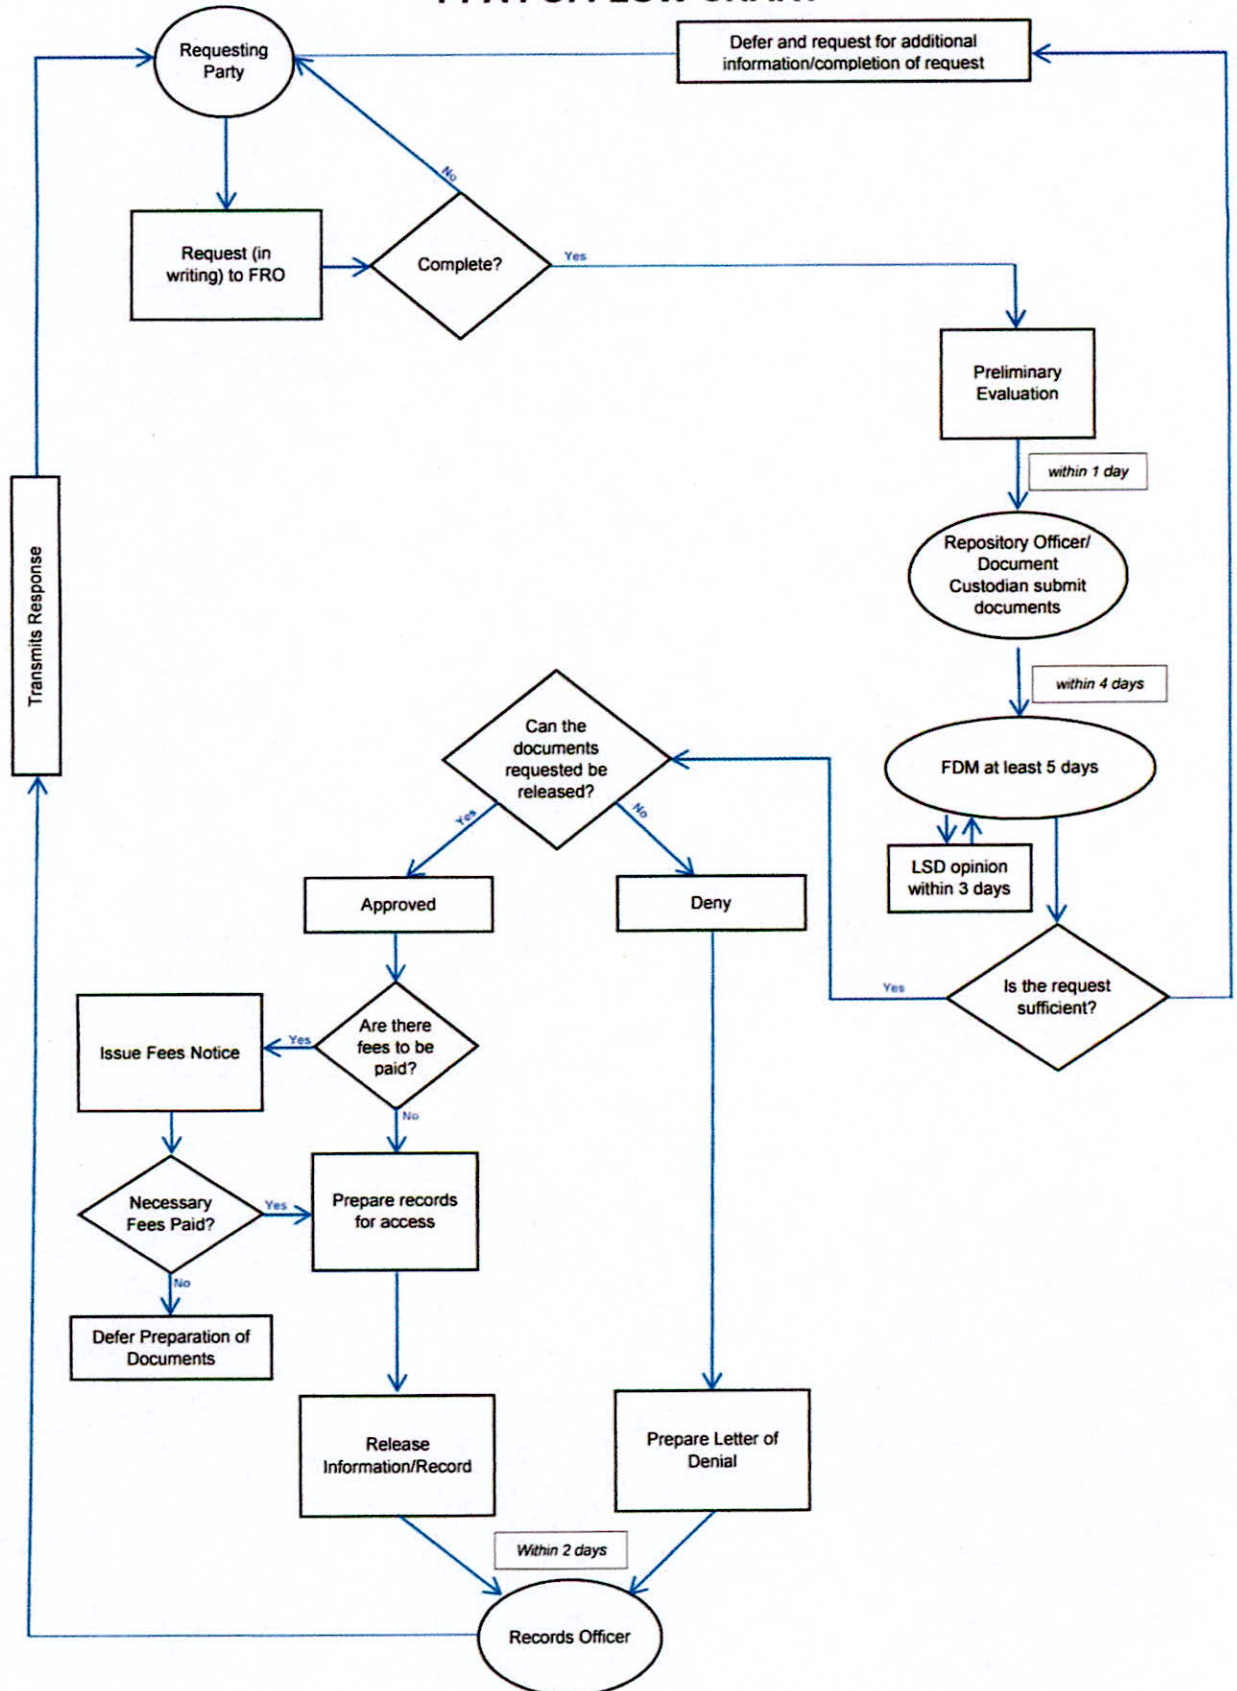 Requesting
Party
Defer and request for additional
information/completion of request
No
Request (in
writing) to FRO
Complete?
Yes
Preliminary
Evaluation
within 1 day
Repository Officer/
Document
Custodian submit
documents
within 4 days
Transmits Response
Can the
documents
requested be
released?
FDM at least 5 days
Yes
No
LSD opinion
within 3 days
Approved
Deny
Is the request
sufficient?
Yes
Issue Fees Notice
Yes
Are there
fees to be
paid?
No
Necessary
Fees Paid?
Yes
Prepare records
for access
No
Defer Preparation of
Documents
Release
Information/Record
Prepare Letter of
Denial
Within 2 days
Records Officer